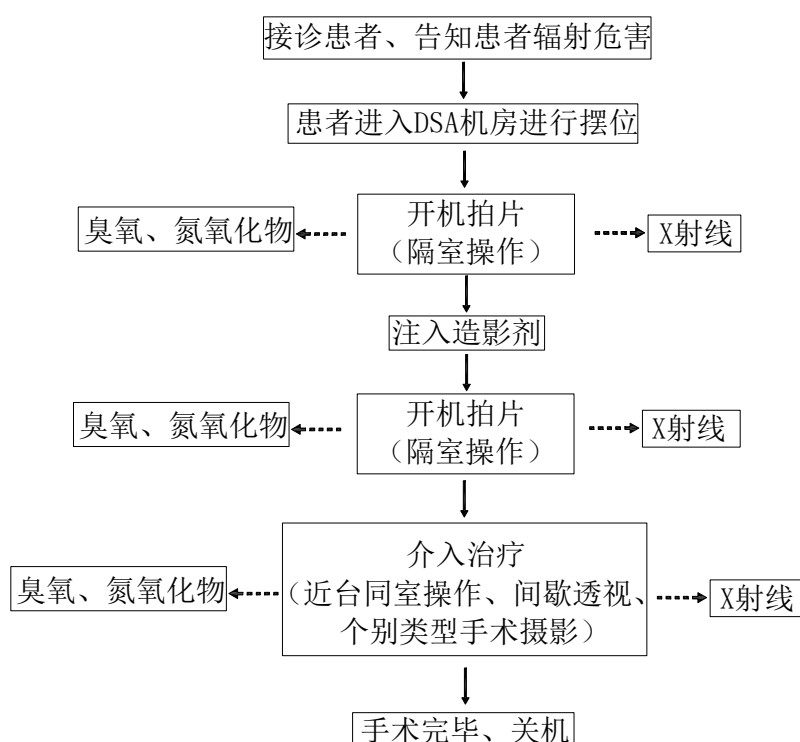 接诊患者、告知患者辐射危害
患者进入DSA机房进行摆位
臭氧、氮氧化物
开机拍片
（隔室操作）
X射线
注入造影剂
臭氧、氮氧化物
开机拍片
（隔室操作）
X射线
臭氧、氮氧化物
介入治疗
（近台同室操作、间歇透视、
个别类型手术摄影）
X射线
手术完毕、关机